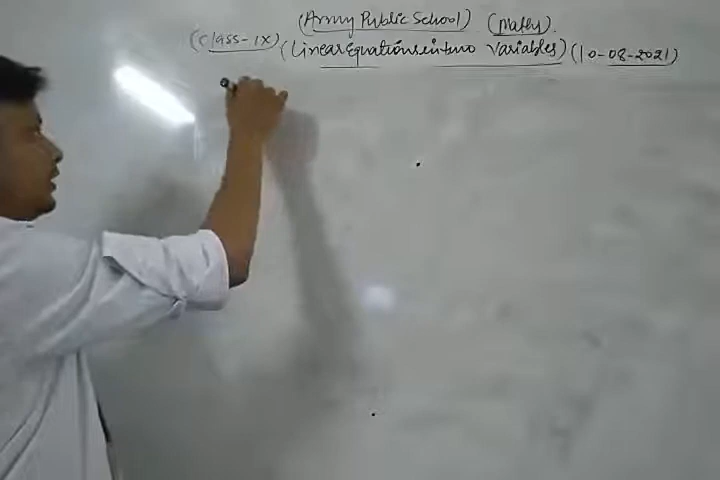 (Army Public School) (Maths).
(Class-IX) (Linear Equations in two Variables) (10-08-2021)